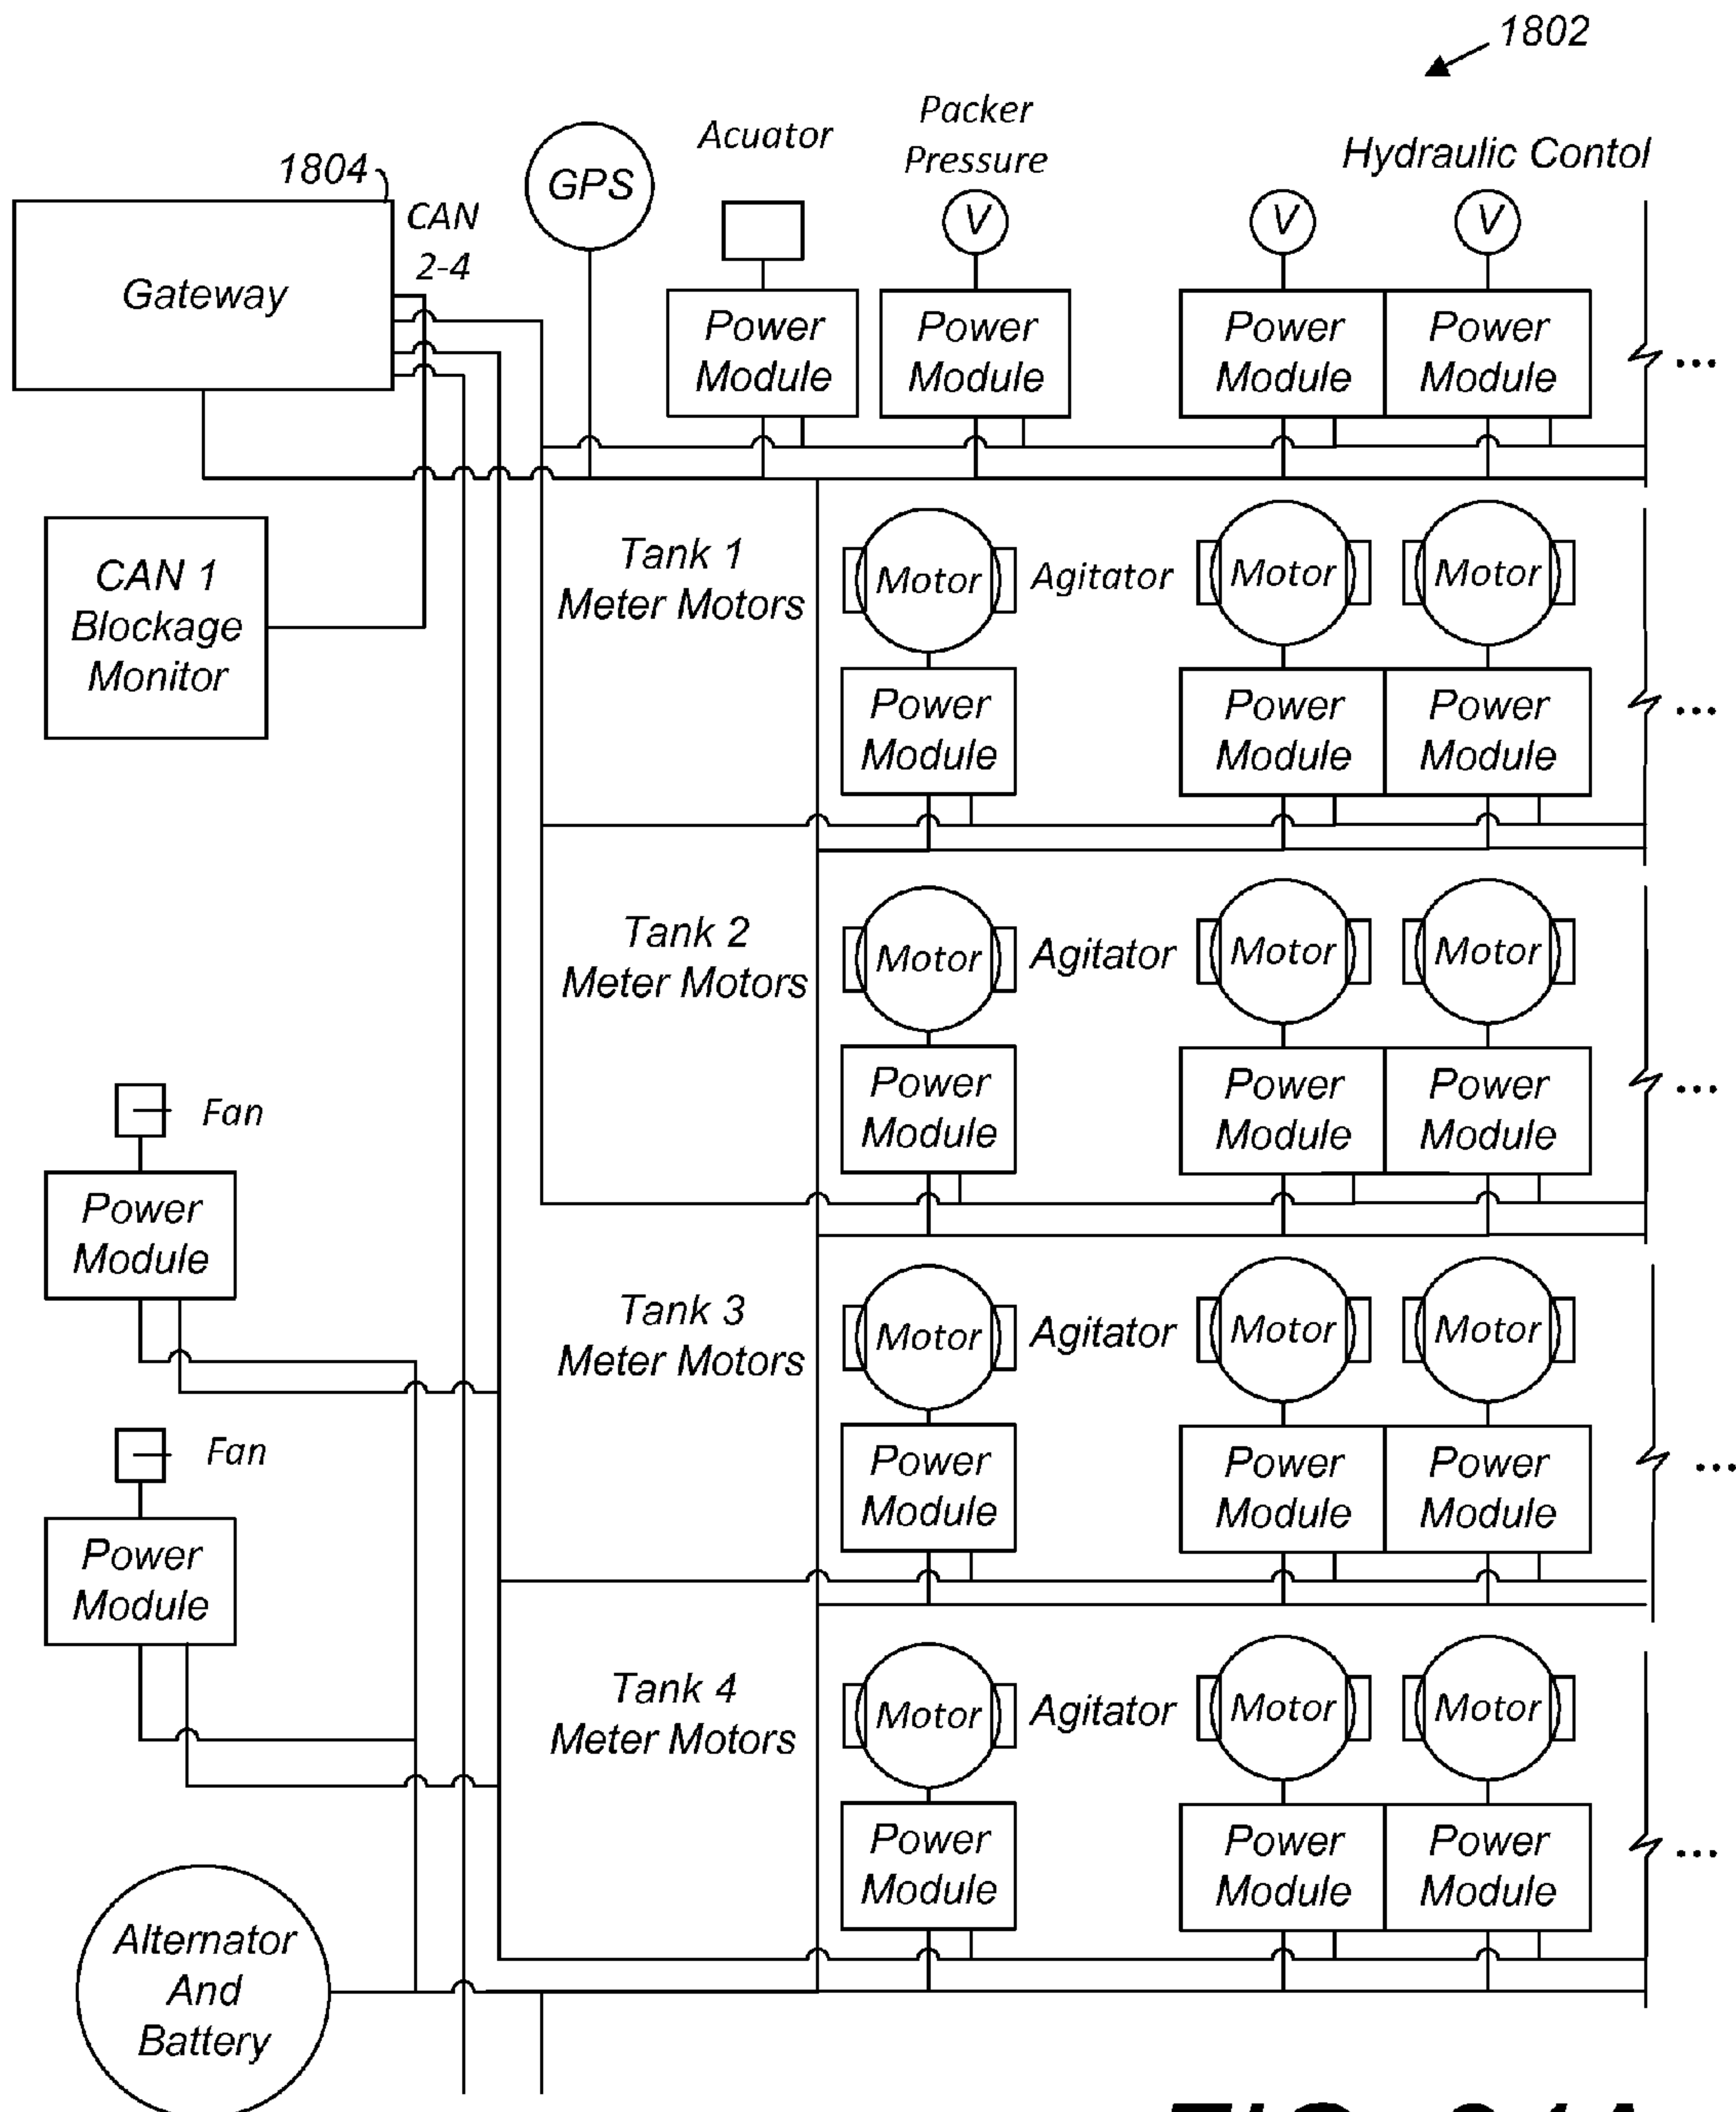 1802
Packer
Pressure
Acuator
Hydraulic Contol
1804
CAN
2-4
GPS
V
V
V
Gateway
Power
Module
Power
Module
Power
Module
Power
Module
...
CAN 1
Blockage
Monitor
Tank 1
Meter Motors
Motor
Agitator
Motor
Motor
Power
Module
Power
Module
Power
Module
...
Tank 2
Meter Motors
Motor
Agitator
Motor
Motor
Power
Module
Power
Module
Power
Module
...
Fan
Power
Module
Tank 3
Meter Motors
Motor
Agitator
Motor
Motor
Power
Module
Power
Module
Power
Module
...
Fan
Power
Module
Tank 4
Meter Motors
Motor
Agitator
Motor
Motor
Power
Module
Power
Module
Power
Module
...
Alternator
And
Battery